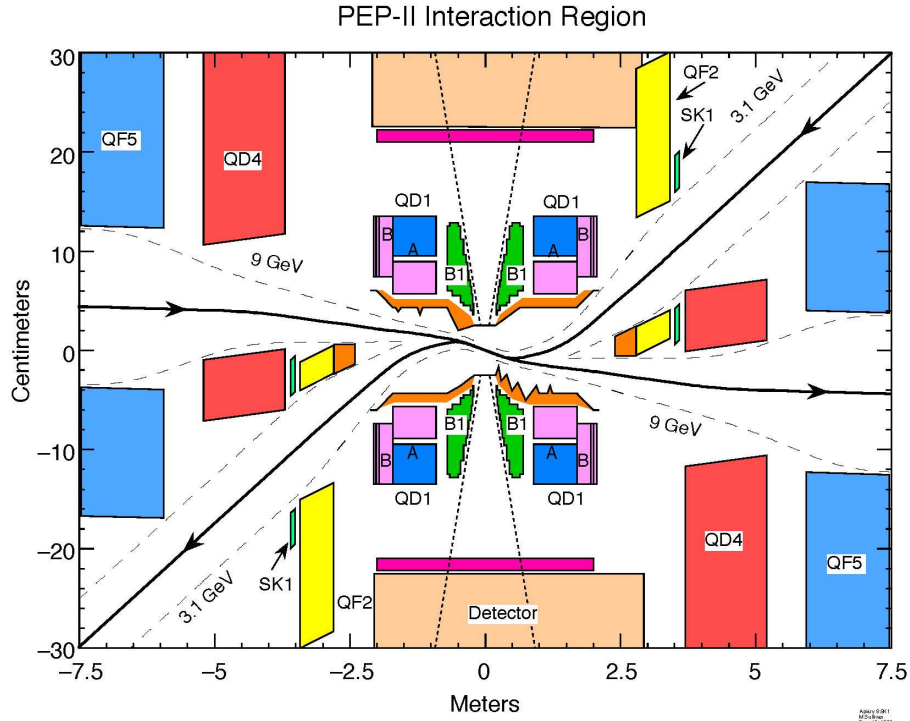 PEP-II Interaction Region
30
20
10
0
−10
−20
−30
Centimeters
QF5
QD4
9 GeV
QD1
QD1
B
A
B1
B1
A
B
QF2
SK1
3.1 GeV
B
A
B1
B1
A
B
QD1
QD1
9 GeV
SK1
QF2
3.1 GeV
QD4
QF5
Detector
−7.5
−5
−2.5
0
2.5
5
7.5
Meters